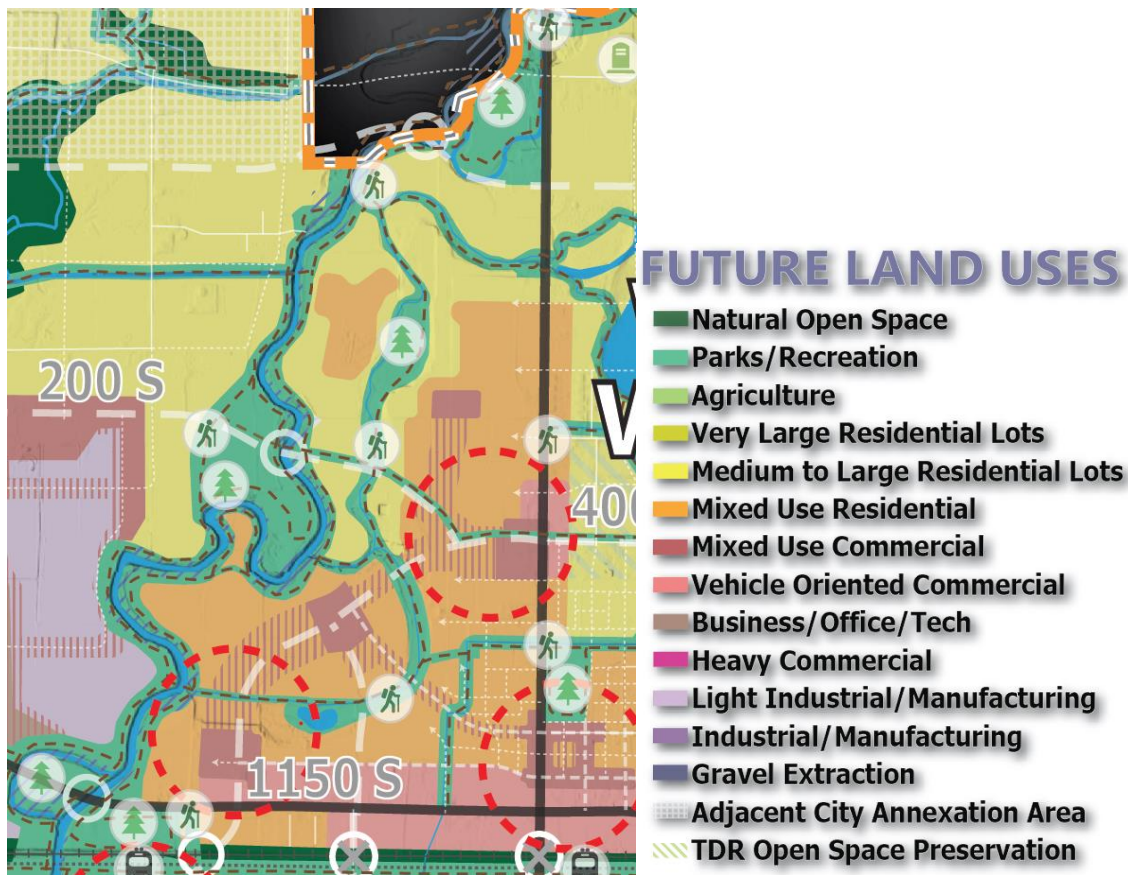 200 S
400
1150 S
FUTURE LAND USES
Natural Open Space
Parks/Recreation
Agriculture
Very Large Residential Lots
Medium to Large Residential Lots
Mixed Use Residential
Mixed Use Commercial
Vehicle Oriented Commercial
Business/Office/Tech
Heavy Commercial
Light Industrial/Manufacturing
Industrial/Manufacturing
Gravel Extraction
Adjacent City Annexation Area
TDR Open Space Preservation